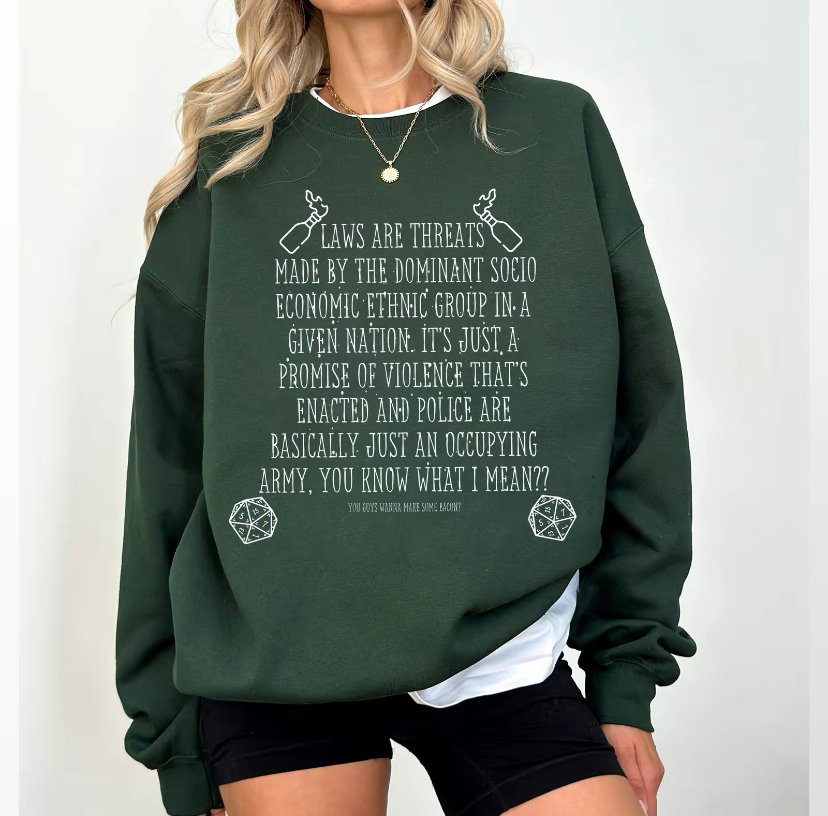 LAWS ARE THREATS
MADE BY THE DOMINANT SOCIO
ECONOMIC ETHNIC GROUP IN A
GIVEN NATION. IT'S JUST A
PROMISE OF VIOLENCE THAT'S
ENACTED AND POLICE ARE
BASICALLY JUST AN OCCUPYING
ARMY, YOU KNOW WHAT I MEAN??
YOU GUYS WANNA MAKE SOME BACON?